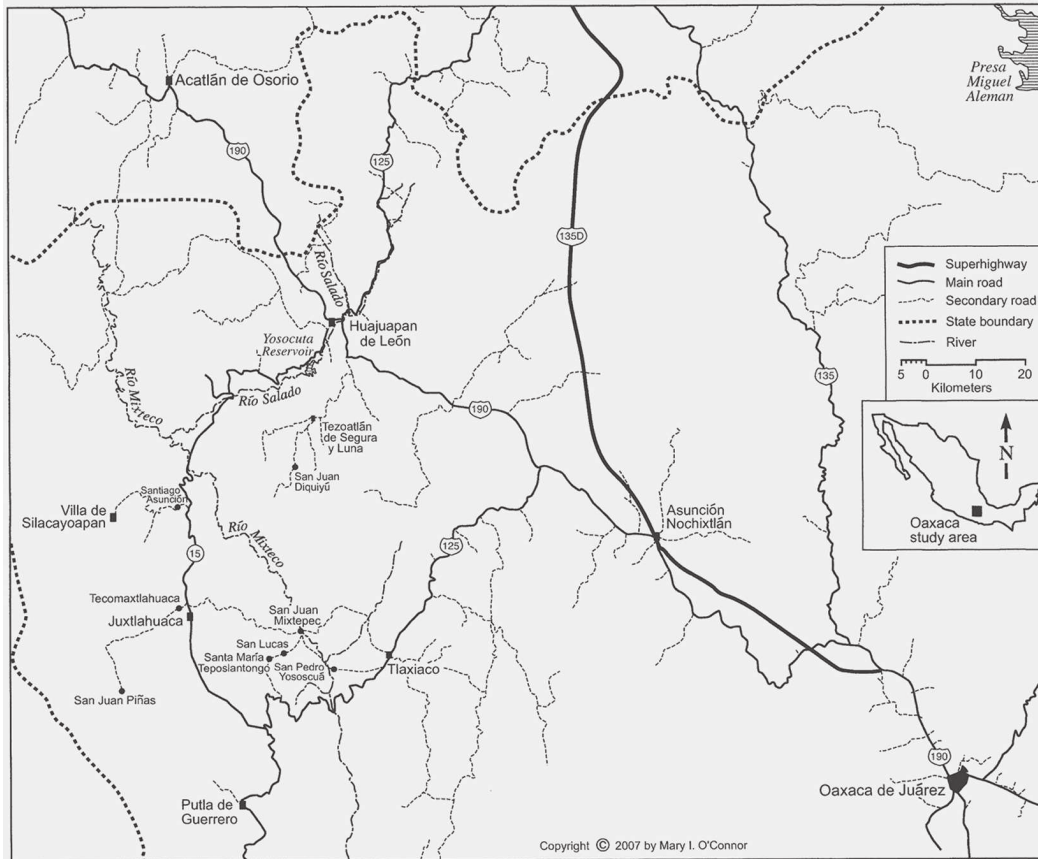 Presa
Miguel
Aleman
Acatlán de Osorio
190
125
135D
Río Salado
Superhighway
Main road
Secondary road
State boundary
River
5 0 10 20
Kilometers
Huajuapan
de León
Yosocuta
Reservoir
Río Mixteco
Río Salado
135
190
Tezoatlán
de Segura
y Luna
San Juan
Diquiyú
N
Oaxaca
study area
Santiago
Asunción
Villa de
Silacayoapan
Asunción
Nochixtlán
Río Mixteco
15
125
Tecomaxtlahuaca
Juxtlahuaca
San Juan
Mixtepec
San Lucas
Santa María
Teposlantongo
San Pedro
Yososcuã
Tlaxiaco
San Juan Piñas
190
Oaxaca de Juárez
Putla de
Guerrero
Copyright © 2007 by Mary I. O'Connor